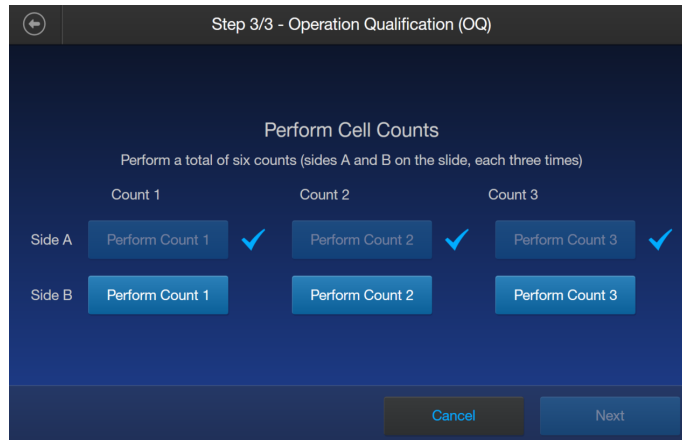 Step 3/3 - Operation Qualification (OQ)
Perform Cell Counts
Perform a total of six counts (sides A and B on the slide, each three times)
Count 1 Count 2 Count 3
Side A Perform Count 1 Perform Count 2 Perform Count 3
Side B Perform Count 1 Perform Count 2 Perform Count 3
Cancel Next